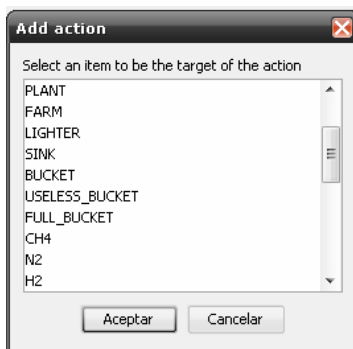 Add action
Select an item to be the target of the action
PLANT
FARM
LIGHTER
SINK
BUCKET
USELESS_BUCKET
FULL_BUCKET
CH4
N2
H2
Aceptar Cancelar